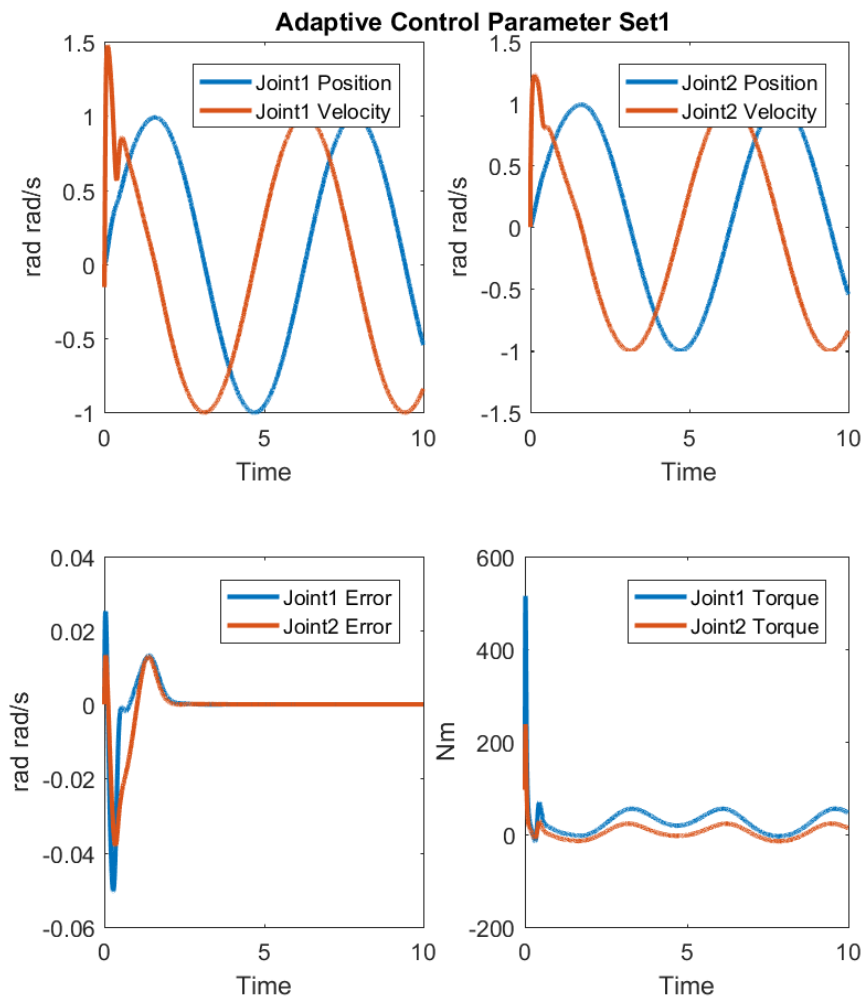 Adaptive Control Parameter Set1
1.5
1
0.5
0
-0.5
-1
rad rad/s
Joint1 Position
Joint1 Velocity
0 5 10
Time
1.5
1
0.5
0
-0.5
-1
-1.5
rad rad/s
Joint2 Position
Joint2 Velocity
0 5 10
Time
0.04
0.02
0
-0.02
-0.04
-0.06
rad rad/s
Joint1 Error
Joint2 Error
0 5 10
Time
600
400
200
0
-200
Nm
Joint1 Torque
Joint2 Torque
0 5 10
Time